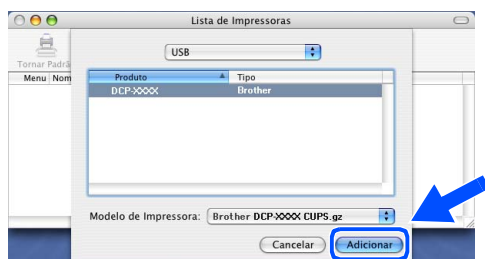 Lista de Impressoras
USB
Tornar Padrã
Menu Nom
Produto Tipo
DCP-XXXX Brother
Modelo de Impressora: Brother DCP-XXXX CUPS.gz
Cancelar Adicionar